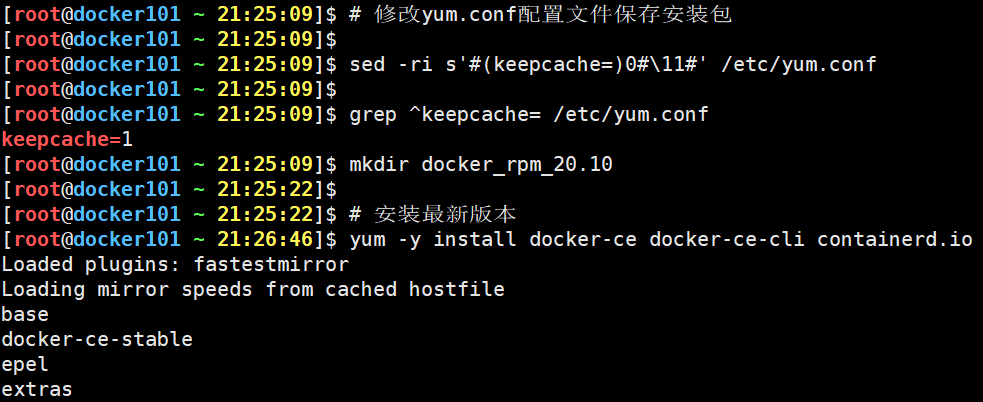 [root@docker101 ~ 21:25:09]$ # 修改yum.conf配置文件保存安装包
[root@docker101 ~ 21:25:09]$
[root@docker101 ~ 21:25:09]$ sed -ri s'#(keepcache=)0#\11#' /etc/yum.conf
[root@docker101 ~ 21:25:09]$
[root@docker101 ~ 21:25:09]$ grep ^keepcache= /etc/yum.conf
keepcache=1
[root@docker101 ~ 21:25:09]$ mkdir docker_rpm_20.10
[root@docker101 ~ 21:25:22]$
[root@docker101 ~ 21:25:22]$ # 安装最新版本
[root@docker101 ~ 21:26:46]$ yum -y install docker-ce docker-ce-cli containerd.io
Loaded plugins: fastestmirror
Loading mirror speeds from cached hostfile
base
docker-ce-stable
epel
extras